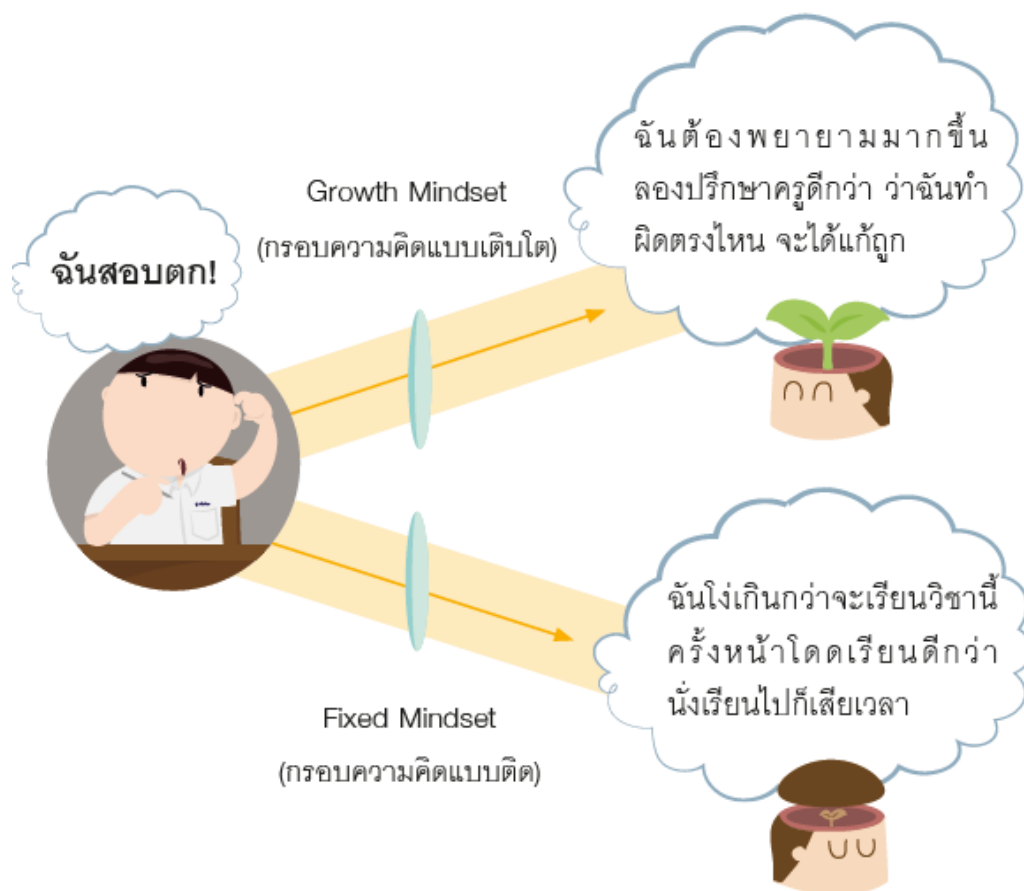 ฉันสอบตก!
Growth Mindset
(กรอบความคิดแบบเติบโต)
ฉันต้องพยายามมากขึ้น
ลองปรึกษาครูดีกว่า ว่าฉันทำ
ผิดตรงไหน จะได้แก้ถูก
Fixed Mindset
(กรอบความคิดแบบติด)
ฉันโง่เกินกว่าจะเรียนวิชานี้
ครั้งหน้าโดดเรียนดีกว่า
นั่งเรียนไปก็เสียเวลา